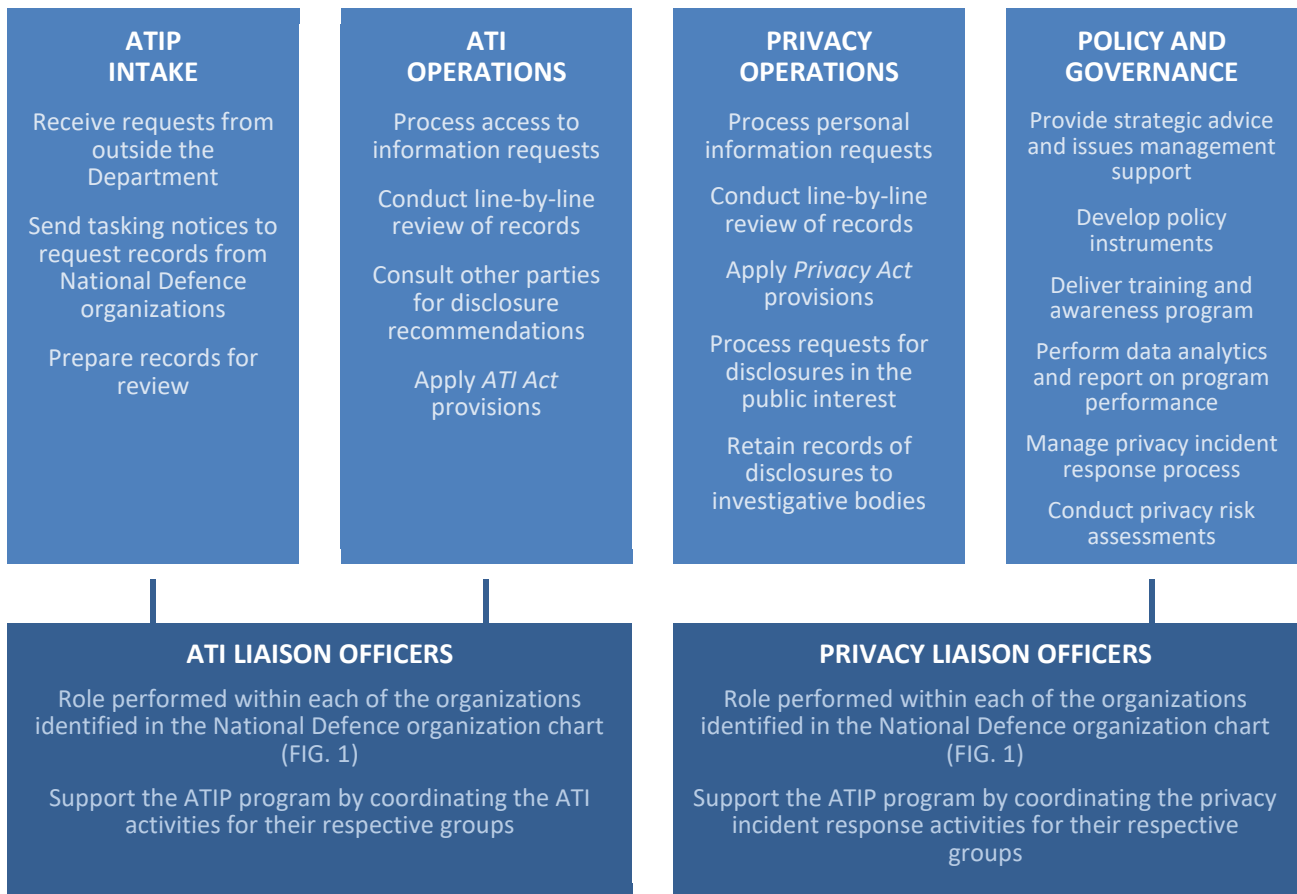 ATIP
INTAKE
Receive requests from
outside the
Department
Send tasking notices to
request records from
National Defence
organizations
Prepare records for
review
ATI
OPERATIONS
Process access to
information requests
Conduct line-by-line
review of records
Consult other parties
for disclosure
recommendations
Apply ATI Act
provisions
PRIVACY
OPERATIONS
Process personal
information requests
Conduct line-by-line
review of records
Apply Privacy Act
provisions
Process requests for
disclosures in the
public interest
Retain records of
disclosures to
investigative bodies
POLICY AND
GOVERNANCE
Provide strategic advice
and issues management
support
Develop policy
instruments
Deliver training and
awareness program
Perform data analytics
and report on program
performance
Manage privacy incident
response process
Conduct privacy risk
assessments
ATI LIAISON OFFICERS
Role performed within each of the organizations
identified in the National Defence organization chart
(FIG. 1)
Support the ATIP program by coordinating the ATI
activities for their respective groups
PRIVACY LIAISON OFFICERS
Role performed within each of the organizations
identified in the National Defence organization chart
(FIG. 1)
Support the ATIP program by coordinating the privacy
incident response activities for their respective
groups